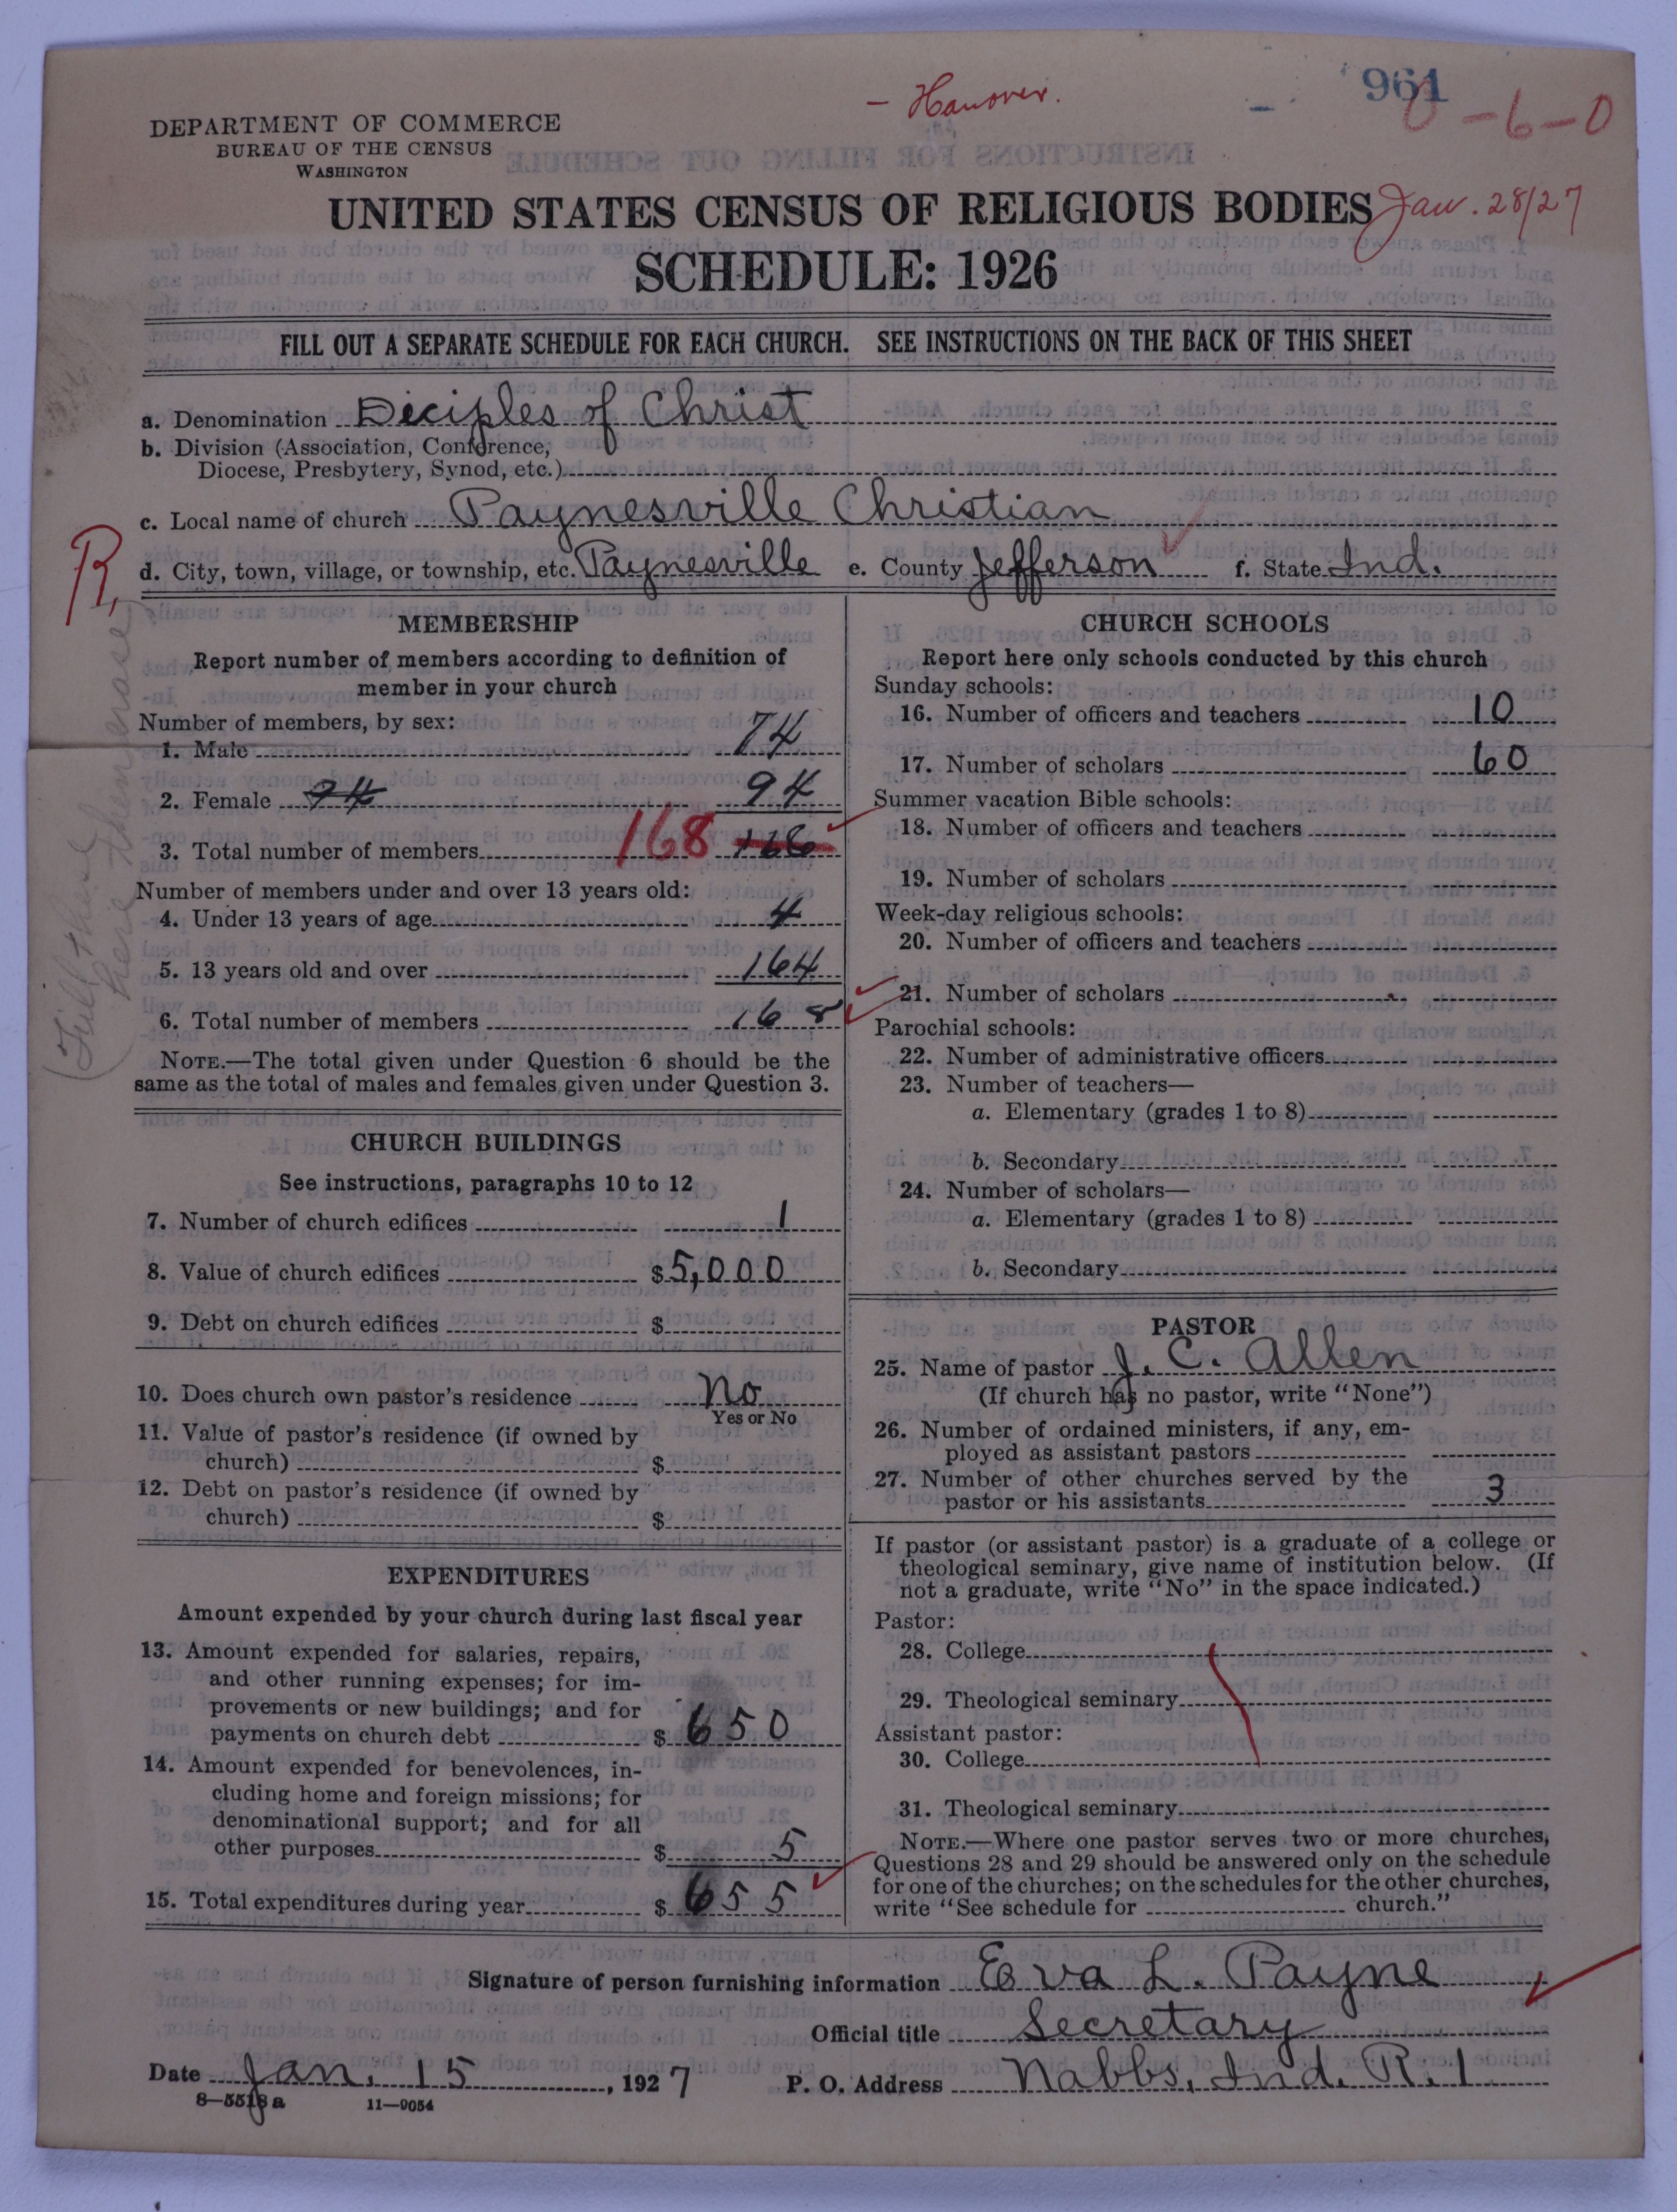 - Hanover.
961
0-6-0
DEPARTMENT OF COMMERCE
BUREAU OF THE CENSUS
WASHINGTON
UNITED STATES CENSUS OF RELIGIOUS BODIES
Jan. 28/27
SCHEDULE: 1926
FILL OUT A SEPARATE SCHEDULE FOR EACH CHURCH. SEE INSTRUCTIONS ON THE BACK OF THIS SHEET
a. Denomination Diciples of Christ
b. Division (Association, Conference,
Diocese, Presbytery, Synod, etc.)
c. Local name of church Paynesville Christian
R.
d. City, town, village, or township, etc. Paynesville e. County Jefferson f. State Ind.
MEMBERSHIP
Report number of members according to definition of
member in your church
Number of members, by sex:
1. Male 74
2. Female 74 94
3. Total number of members 168 166
Number of members under and over 13 years old:
4. Under 13 years of age 4
5. 13 years old and over 164
6. Total number of members 168
NOTE.—The total given under Question 6 should be the
same as the total of males and females given under Question 3.
CHURCH BUILDINGS
See instructions, paragraphs 10 to 12
7. Number of church edifices 1
8. Value of church edifices $5,000
9. Debt on church edifices $
10. Does church own pastor's residence No
Yes or No
11. Value of pastor's residence (if owned by
church) $
12. Debt on pastor's residence (if owned by
church) $
EXPENDITURES
Amount expended by your church during last fiscal year
13. Amount expended for salaries, repairs,
and other running expenses; for im-
provements or new buildings; and for
payments on church debt $ 650
14. Amount expended for benevolences, in-
cluding home and foreign missions; for
denominational support; and for all
other purposes $ 5
15. Total expenditures during year $ 655
CHURCH SCHOOLS
Report here only schools conducted by this church
Sunday schools:
16. Number of officers and teachers 10
17. Number of scholars 60
Summer vacation Bible schools:
18. Number of officers and teachers
19. Number of scholars
Week-day religious schools:
20. Number of officers and teachers
21. Number of scholars
Parochial schools:
22. Number of administrative officers
23. Number of teachers—
a. Elementary (grades 1 to 8)
b. Secondary
24. Number of scholars—
a. Elementary (grades 1 to 8)
b. Secondary
PASTOR
25. Name of pastor J. C. Allen
(If church has no pastor, write "None")
26. Number of ordained ministers, if any, em-
ployed as assistant pastors
27. Number of other churches served by the
pastor or his assistants 3
If pastor (or assistant pastor) is a graduate of a college or
theological seminary, give name of institution below. (If
not a graduate, write "No" in the space indicated.)
Pastor:
28. College
29. Theological seminary
Assistant pastor:
30. College
31. Theological seminary
NOTE.—Where one pastor serves two or more churches,
Questions 28 and 29 should be answered only on the schedule
for one of the churches; on the schedules for the other churches,
write "See schedule for church."
Signature of person furnishing information Eva L. Payne
Official title Secretary
Date Jan. 15, 1927 P. O. Address Nabbs, Ind. R. 1
8—5518 a 11—9054